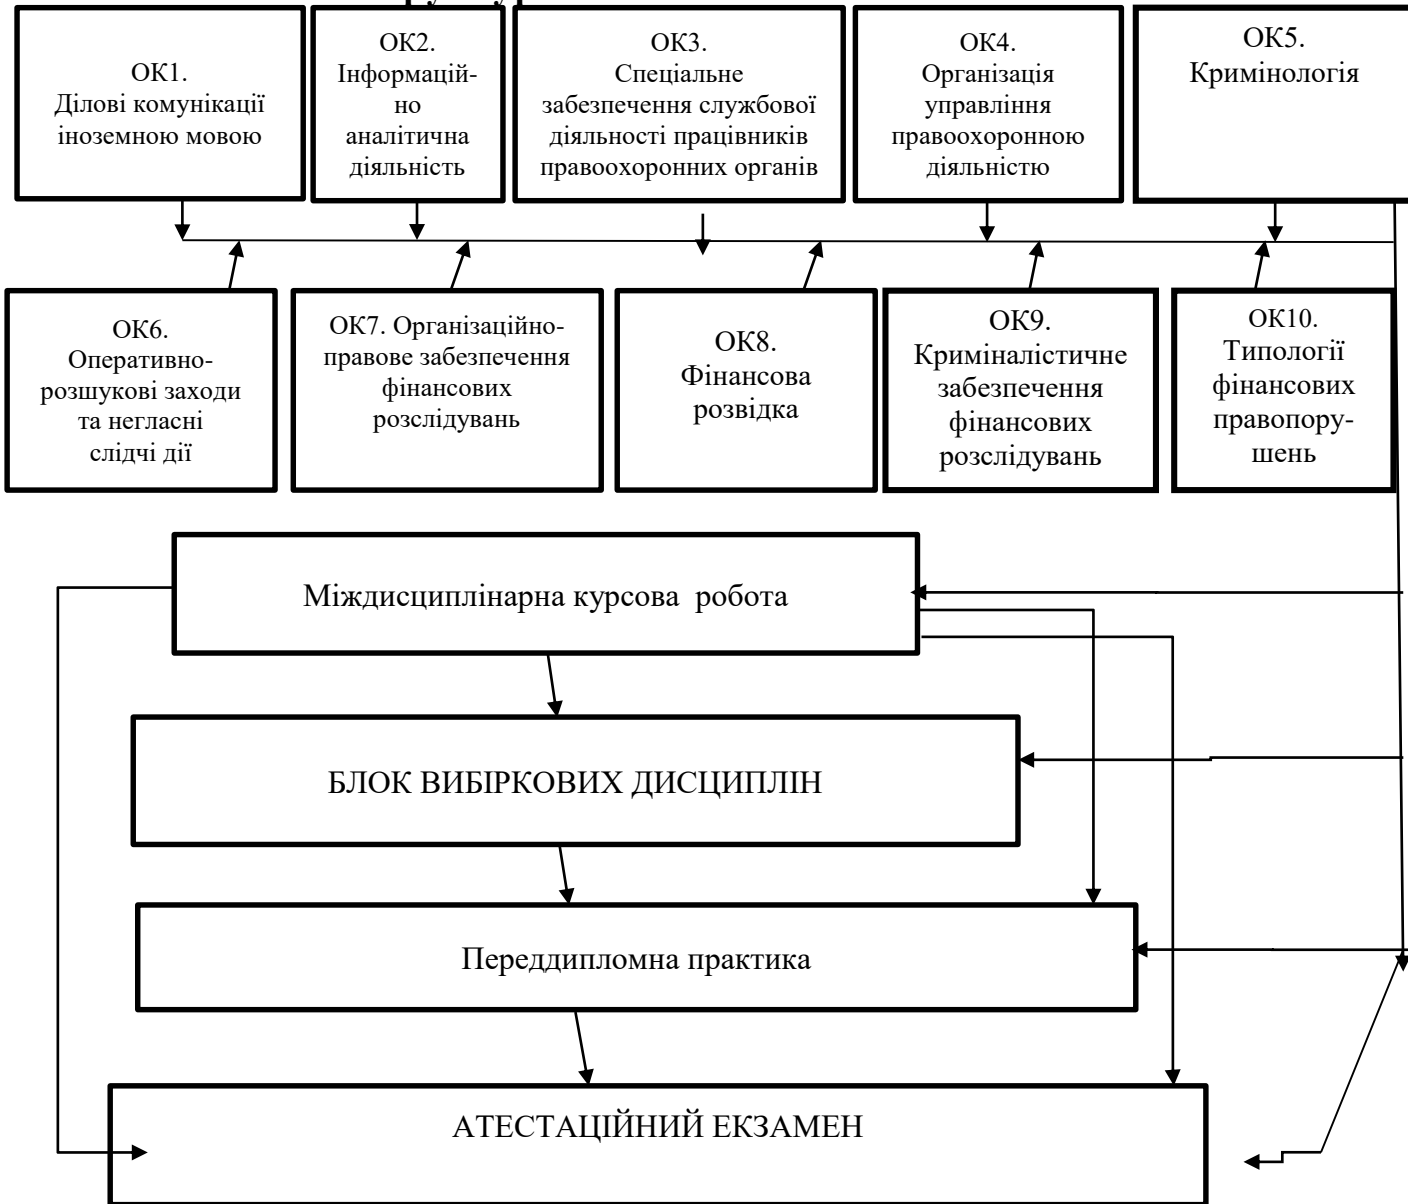 ОК1.
Ділові комунікації
іноземною мовою
ОК2.
Інформацій-
но
аналітична
діяльність
ОК3.
Спеціальне
забезпечення службової
діяльності працівників
правоохоронних органів
ОК4.
Організація
управління
правоохоронною
діяльністю
ОК5.
Кримінологія
ОК6.
Оперативно-
розшукові заходи
та негласні
слідчі дії
ОК7. Організаційно-
правове забезпечення
фінансових
розслідувань
ОК8.
Фінансова
розвідка
ОК9.
Криміналістичне
забезпечення
фінансових
розслідувань
ОК10.
Типології
фінансових
правопору-
шень
Міждисциплінарна курсова  робота
БЛОК ВИБІРКОВИХ ДИСЦИПЛІН
Переддипломна практика
АТЕСТАЦІЙНИЙ ЕКЗАМЕН